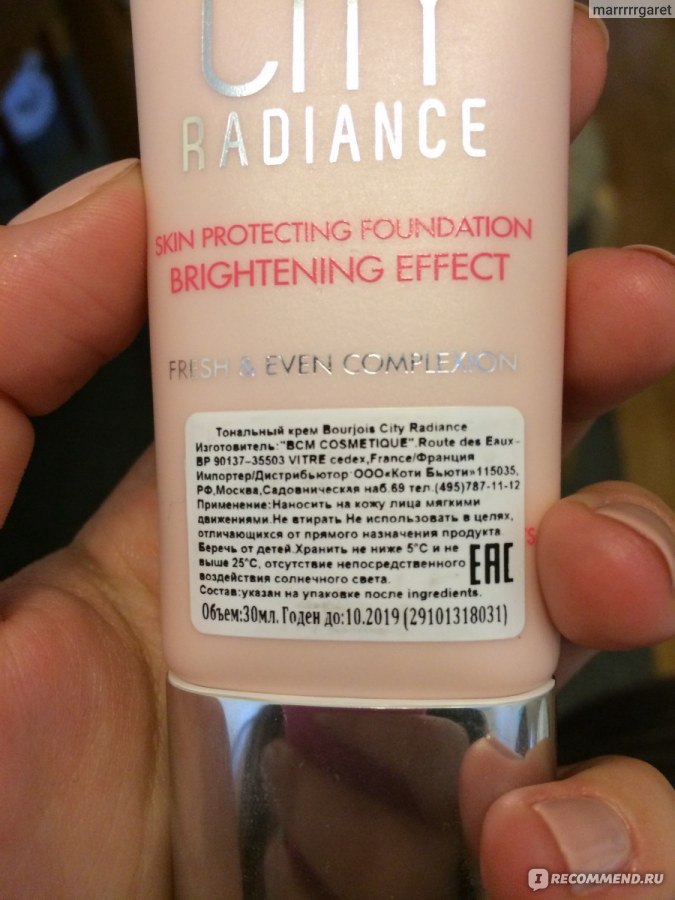 marrrrrgaret
CITY
RADIANCE
SKIN PROTECTING FOUNDATION
BRIGHTENING EFFECT
FRESH & EVEN COMPLEXION
Тональный крем Bourjois City Radiance
Изготовитель:"BCM COSMETIQUE".Route des Eaux-
BP 90137-35503 VITRE cedex,France/Франция
Импортер/Дистрибьютор ООО«Коти Бьюти»115035,
РФ,Москва,Садовническая наб.69 тел.(495)787-11-12
Применение:Наносить на кожу лица мягкими
движениями.Не втирать.Не использовать в целях,
отличающихся от прямого назначения продукта
Беречь от детей.Хранить не ниже 5°C и не
выше 25°C, отсутствие непосредственного
воздействия солнечного света.
EAC
Состав:указан на упаковке после ingredients.
Объем:30мл. Годен до:10.2019 (29101318031)
IRECOMMEND.RU